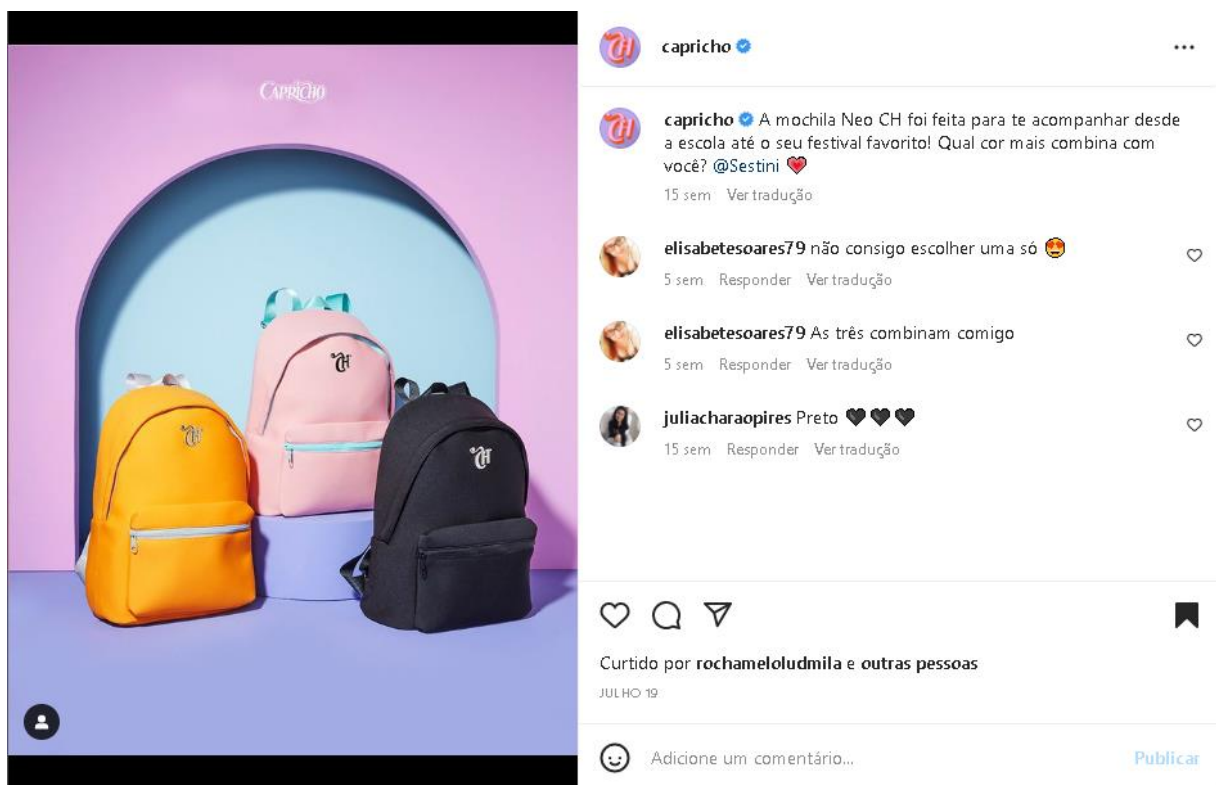 CAPRICHO
CH
CH
CH
CH
capricho
CH
capricho A mochila Neo CH foi feita para te acompanhar desde
a escola até o seu festival favorito! Qual cor mais combina com
você? @Sestini 💗
15 sem Ver tradução
elisabetesoares79 não consigo escolher uma só 😍
5 sem Responder Ver tradução
elisabetesoares79 As três combinam comigo
5 sem Responder Ver tradução
juliacharaopires Preto 🖤🖤🖤
15 sem Responder Ver tradução
Curtido por rochameloludmila e outras pessoas
JULHO 19
Adicione um comentário... Publicar